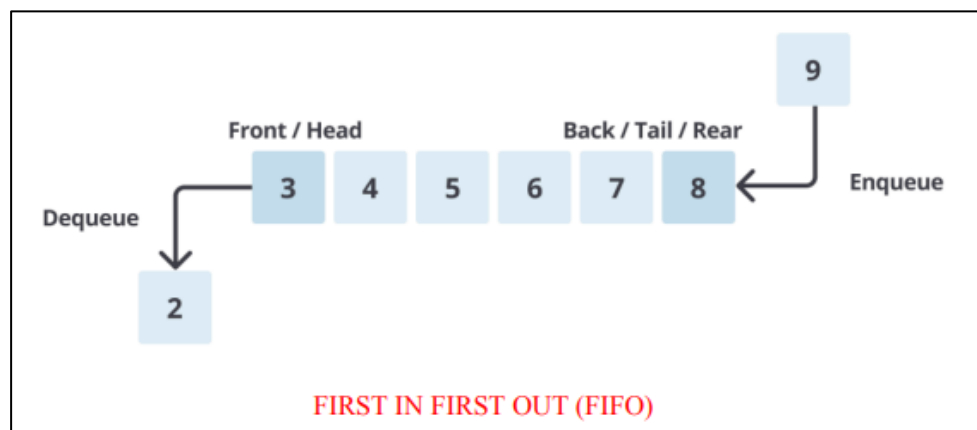 9
Front / Head
Back / Tail / Rear
3 4 5 6 7 8
Enqueue
Dequeue
2
FIRST IN FIRST OUT (FIFO)